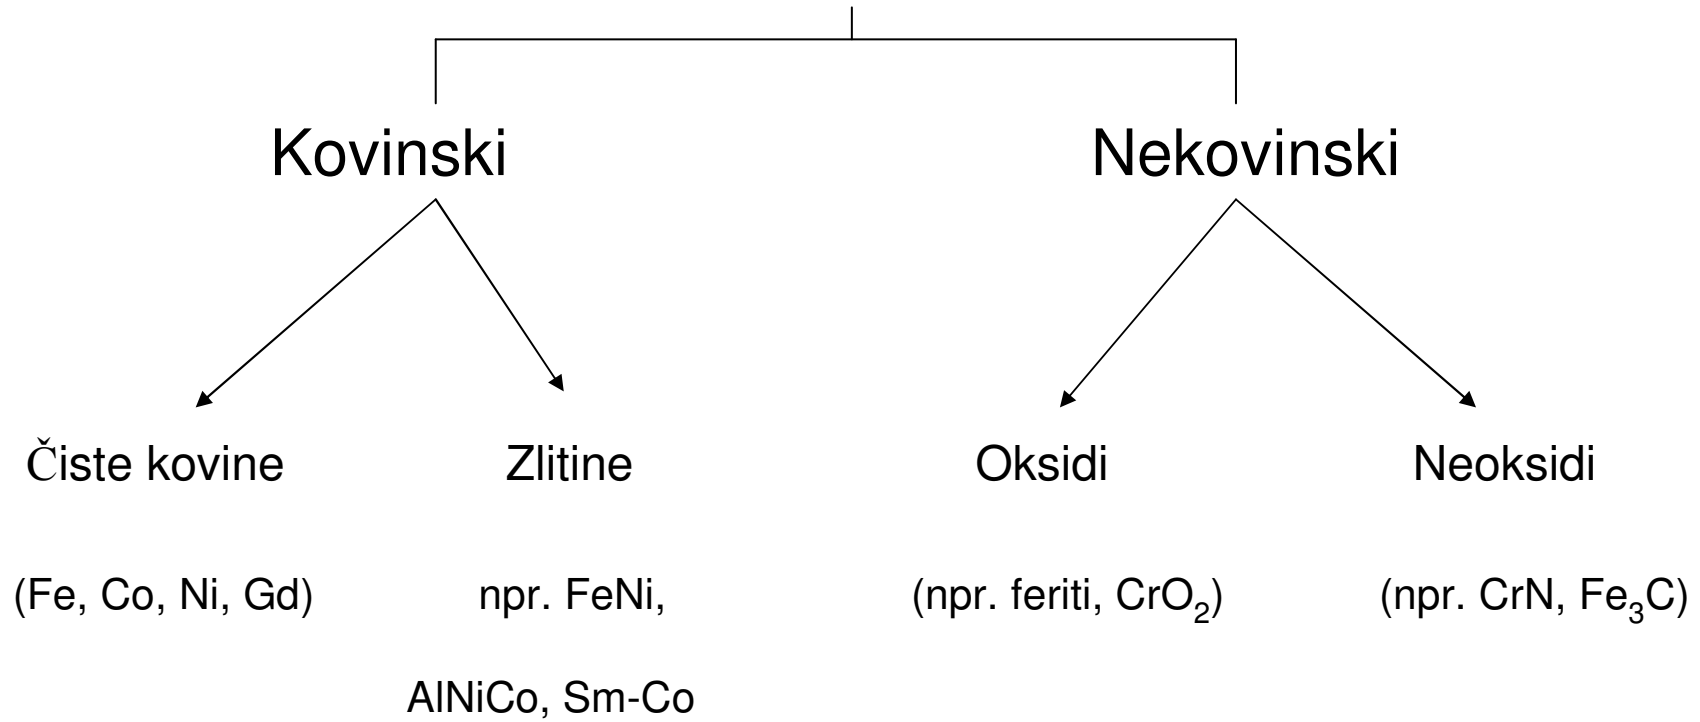 Kovinski Nekovinski
Čiste kovine Zlitine Oksidi Neoksidi
(Fe, Co, Ni, Gd) npr. FeNi, (npr. feriti, CrO₂) (npr. CrN, Fe₃C)
AlNiCo, Sm-Co